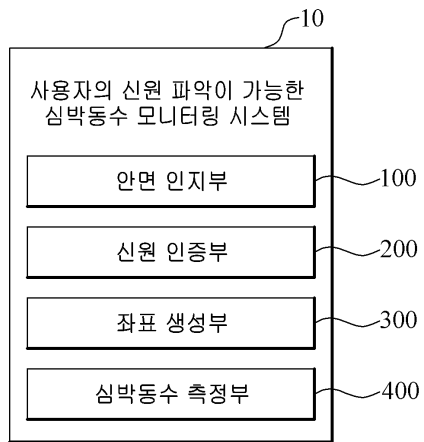 10
사용자의 신원 파악이 가능한
심박동수 모니터링 시스템
안면 인지부 100
신원 인증부 200
좌표 생성부 300
심박동수 측정부 400